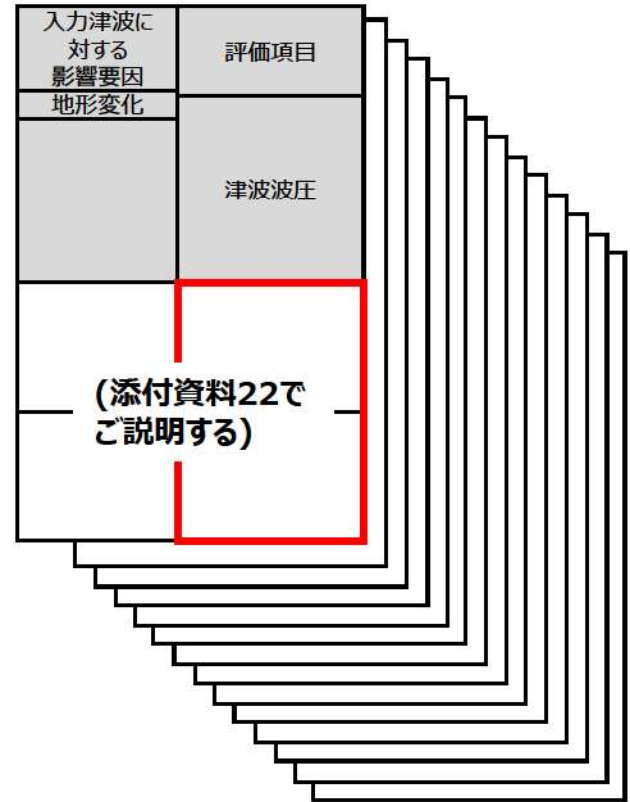 入力津波に
対する
影響要因
評価項目
地形変化
津波波圧
(添付資料22で
ご説明する)